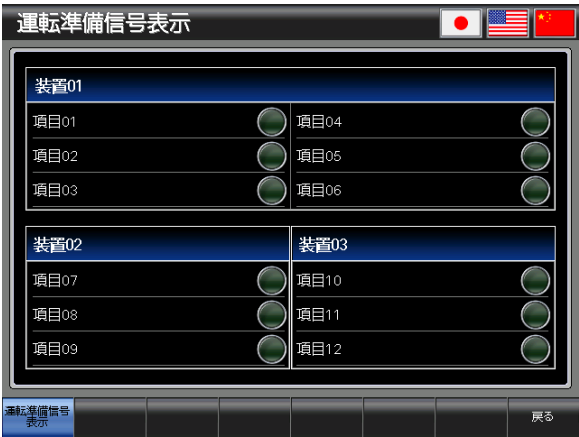 運転準備信号表示
装置01
項目01
項目04
項目02
項目05
項目03
項目06
装置02
装置03
項目07
項目10
項目08
項目11
項目09
項目12
運転準備信号
表示
戻る